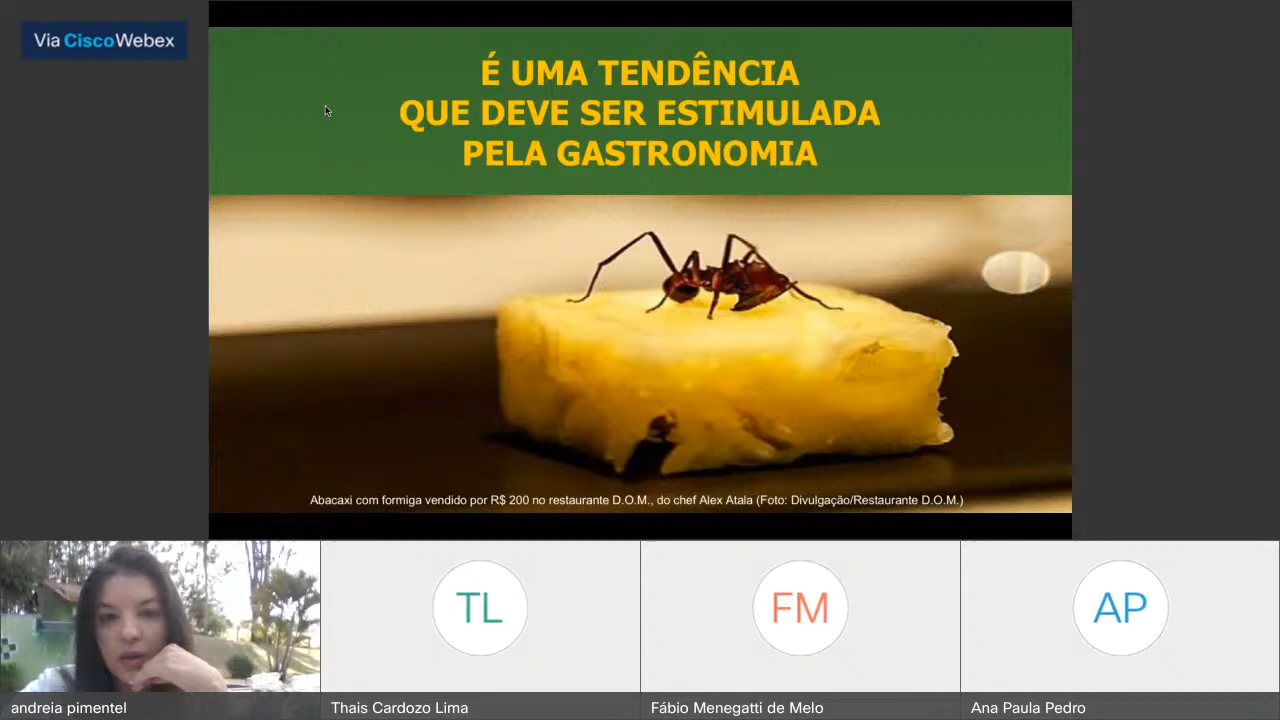 Via Cisco Webex
É UMA TENDÊNCIA
QUE DEVE SER ESTIMULADA
PELA GASTRONOMIA
Abacaxi com formiga vendido por R$ 200 no restaurante D.O.M., do chef Alex Atala (Foto: Divulgação/Restaurante D.O.M.)
TL
FM
AP
andreia pimentel
Thais Cardozo Lima
Fábio Menegatti de Melo
Ana Paula Pedro